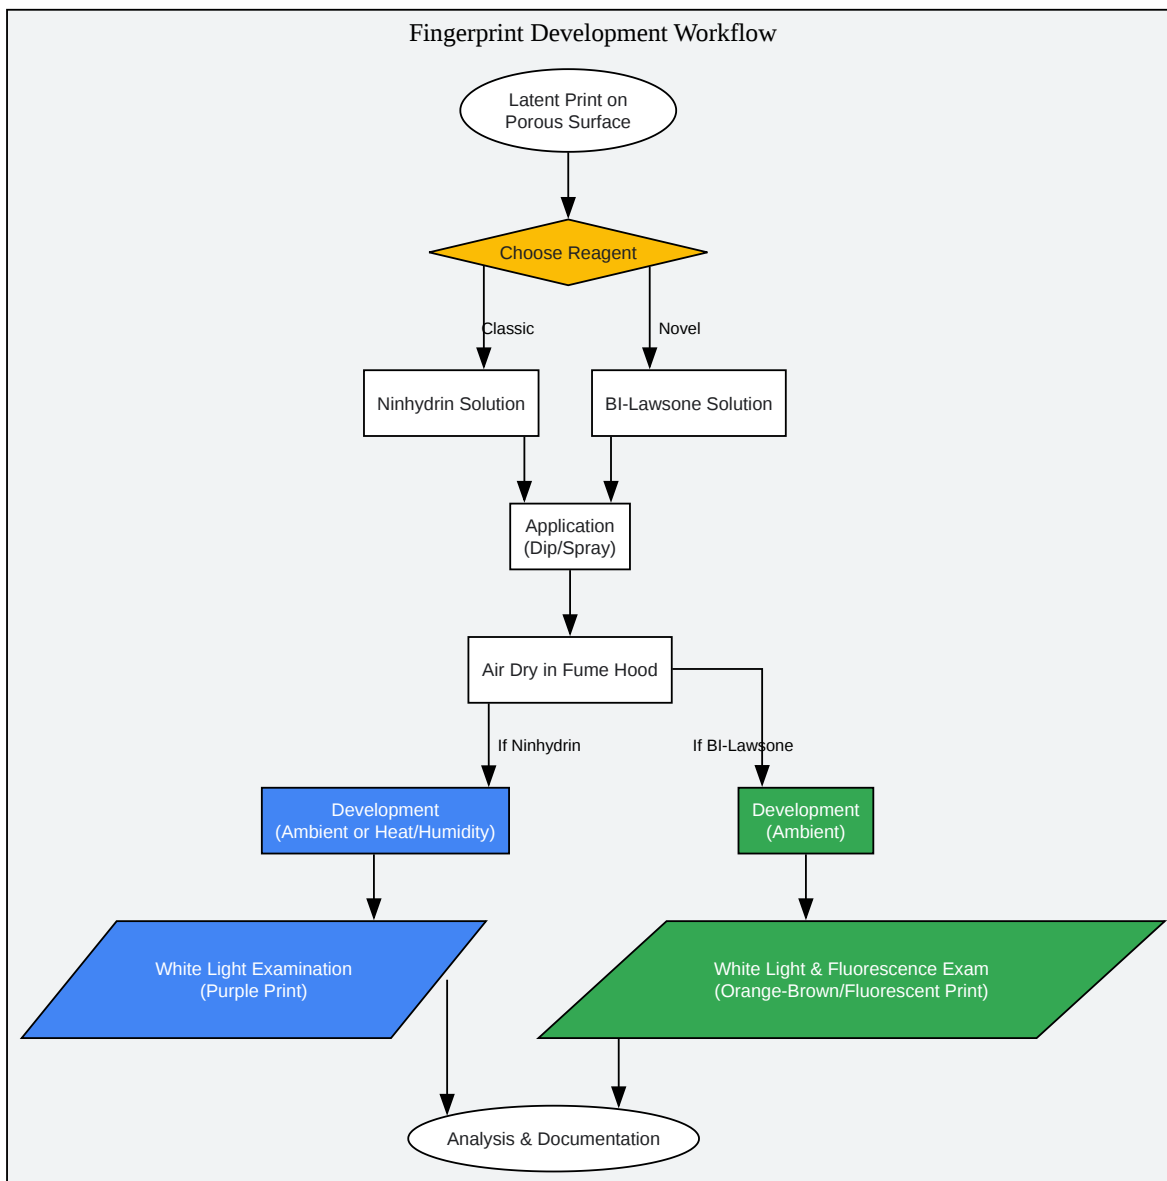 Fingerprint Development Workflow
Latent Print on
Porous Surface
Choose Reagent
Classic
Novel
Ninhydrin Solution
BI-Lawsone Solution
Application
(Dip/Spray)
Air Dry in Fume Hood
If Ninhydrin
If BI-Lawsone
Development
(Ambient or Heat/Humidity)
Development
(Ambient)
White Light Examination
(Purple Print)
White Light & Fluorescence Exam
(Orange-Brown/Fluorescent Print)
Analysis & Documentation